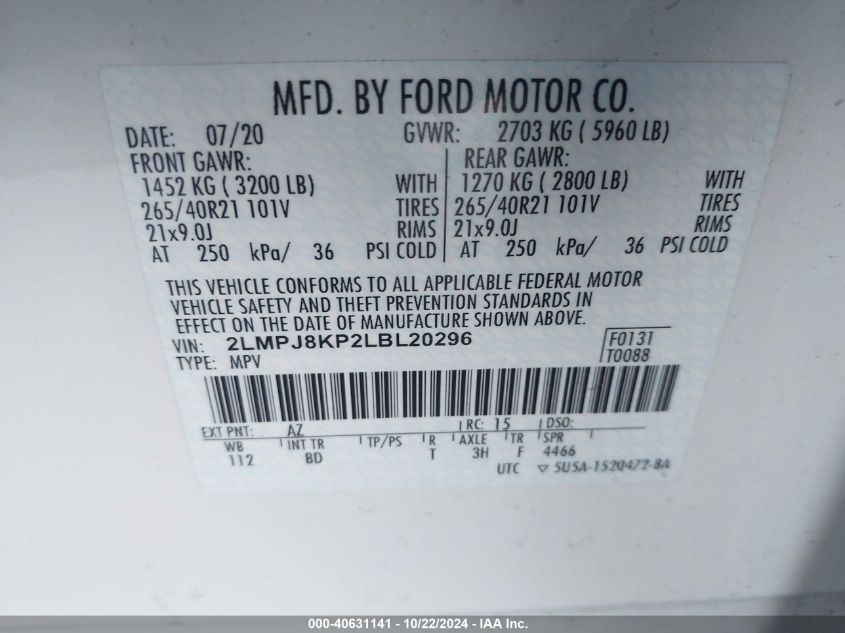 MFD. BY FORD MOTOR CO.
DATE: 07/20 GVWR: 2703 KG ( 5960 LB)
FRONT GAWR: REAR GAWR:
1452 KG ( 3200 LB) WITH 1270 KG ( 2800 LB) WITH
265/40R21 101V TIRES 265/40R21 101V TIRES
21x9.0J RIMS 21x9.0J RIMS
AT 250 kPa/ 36 PSI COLD AT 250 kPa/ 36 PSI COLD
THIS VEHICLE CONFORMS TO ALL APPLICABLE FEDERAL MOTOR
VEHICLE SAFETY AND THEFT PREVENTION STANDARDS IN
EFFECT ON THE DATE OF MANUFACTURE SHOWN ABOVE.
VIN: 2LMPJ8KP2LBL20296 F0131
TYPE: MPV T0088
EXT PNT: AZ RC: 15 DSO:
WB INT TR TP/PS R AXLE TR SPR
112 BD T 3H F 4466
UTC ▽ 5U5A-1520472-BA
000-40631141 - 10/22/2024 - IAA Inc.